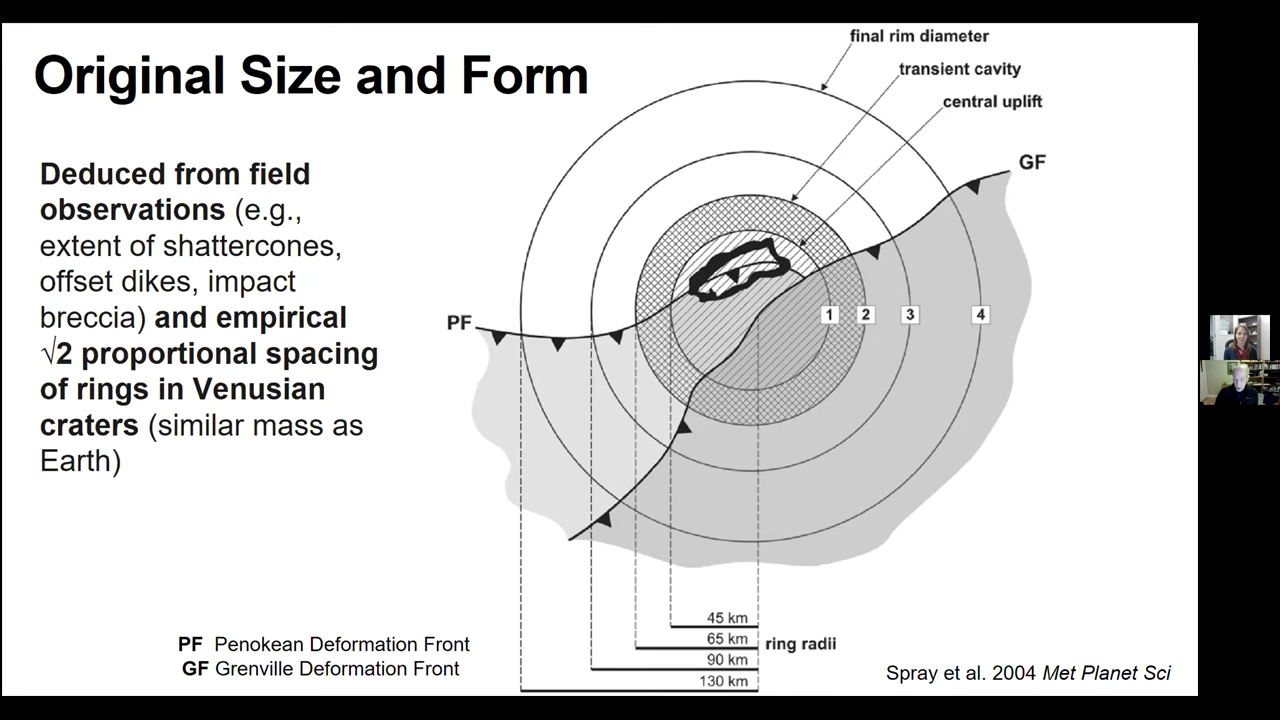 Original Size and Form
Deduced from field
observations (e.g.,
extent of shattercones,
offset dikes, impact
breccia) and empirical
√2 proportional spacing
of rings in Venusian
craters (similar mass as
Earth)
final rim diameter
transient cavity
central uplift
GF
PF
1 2 3 4
45 km
65 km
ring radii
90 km
130 km
PF Penokean Deformation Front
GF Grenville Deformation Front
Spray et al. 2004 Met Planet Sci